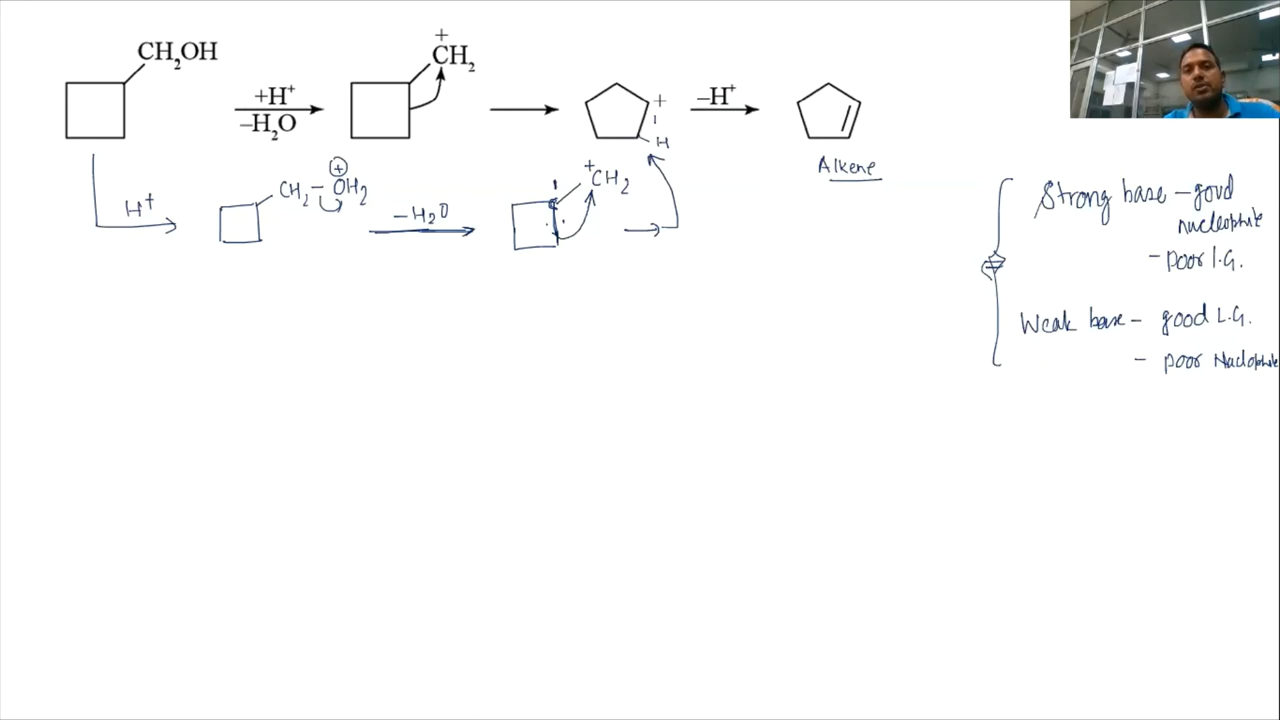 CH₂OH
+H⁺
–H₂O
+
CH₂
+
H
–H⁺
Alkene
H⁺
CH₂ – OH₂
+
– H₂O
+CH₂
Strong base – good
nucleophile
– poor l.G.
Weak base – good L.G.
– poor Nucleophile